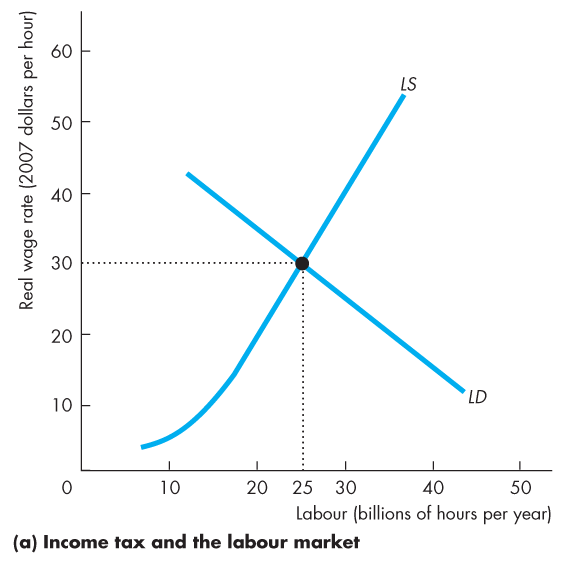 Real wage rate (2007 dollars per hour)
60
50
40
30
20
10
0
LS
LD
10
20
25
30
40
50
Labour (billions of hours per year)
(a) Income tax and the labour market